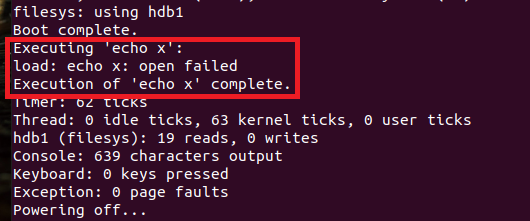 filesys: using hdb1
Boot complete.
Executing 'echo x':
load: echo x: open failed
Execution of 'echo x' complete.
Timer: 62 ticks
Thread: 0 idle ticks, 63 kernel ticks, 0 user ticks
hdb1 (filesys): 19 reads, 0 writes
Console: 639 characters output
Keyboard: 0 keys pressed
Exception: 0 page faults
Powering off...